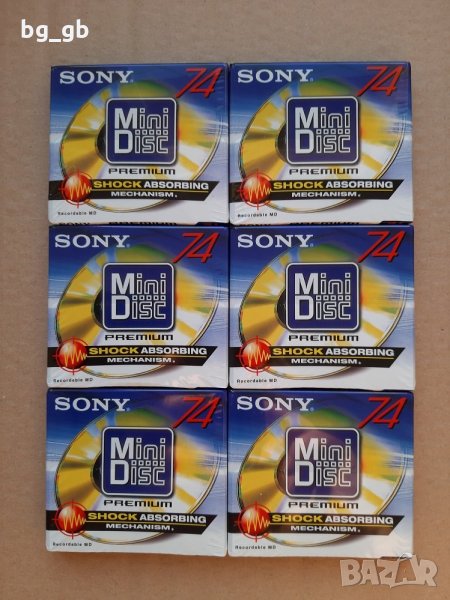 bg_gb
SONY 74
Mini
Disc
PREMIUM
SHOCK ABSORBING
MECHANISM
Recordable MD
SONY 74
Mini
Disc
PREMIUM
SHOCK ABSORBING
MECHANISM
Recordable MD
SONY 74
Mini
Disc
PREMIUM
SHOCK ABSORBING
MECHANISM
Recordable MD
SONY 74
Mini
Disc
PREMIUM
SHOCK ABSORBING
MECHANISM
Recordable MD
SONY 74
Mini
Disc
PREMIUM
SHOCK ABSORBING
MECHANISM
Recordable MD
SONY 74
Mini
Disc
PREMIUM
SHOCK ABSORBING
MECHANISM
Recordable MD
BAZAR